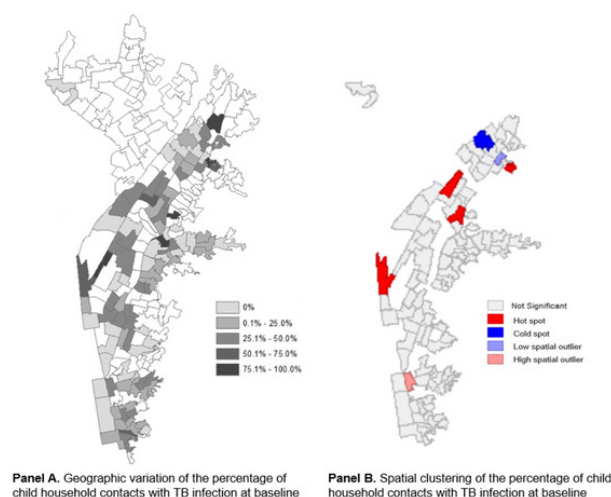 0%
0.1% - 25.0%
25.1% - 50.0%
50.1% - 75.0%
75.1% - 100.0%
Not Significant
Hot spot
Cold spot
Low spatial outlier
High spatial outlier
Panel A. Geographic variation of the percentage of
child household contacts with TB infection at baseline
Panel B. Spatial clustering of the percentage of child
household contacts with TB infection at baseline